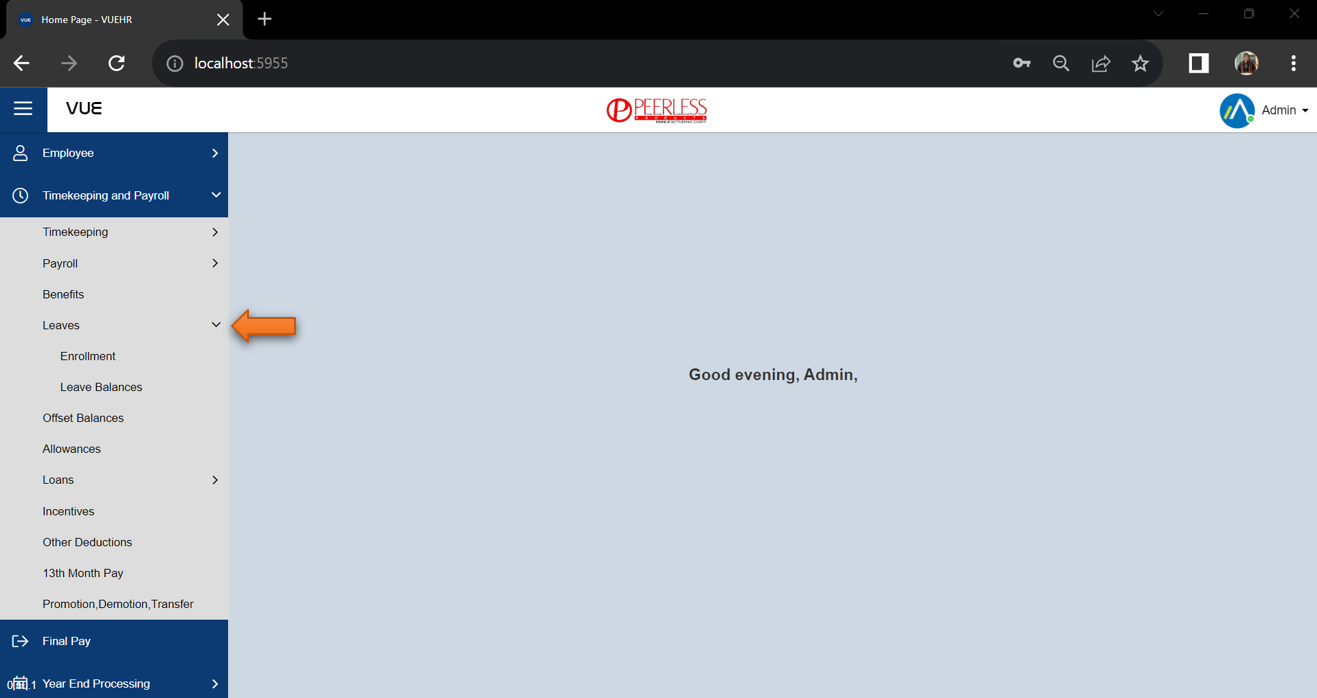 VUE Home Page - VUEHR
localhost:5955
VUE
PEERLESS
PRODUCTS
Admin
Employee
Timekeeping and Payroll
Timekeeping
Payroll
Benefits
Leaves
Enrollment
Leave Balances
Offset Balances
Allowances
Loans
Incentives
Other Deductions
13th Month Pay
Promotion,Demotion,Transfer
Final Pay
Year End Processing
Good evening, Admin,